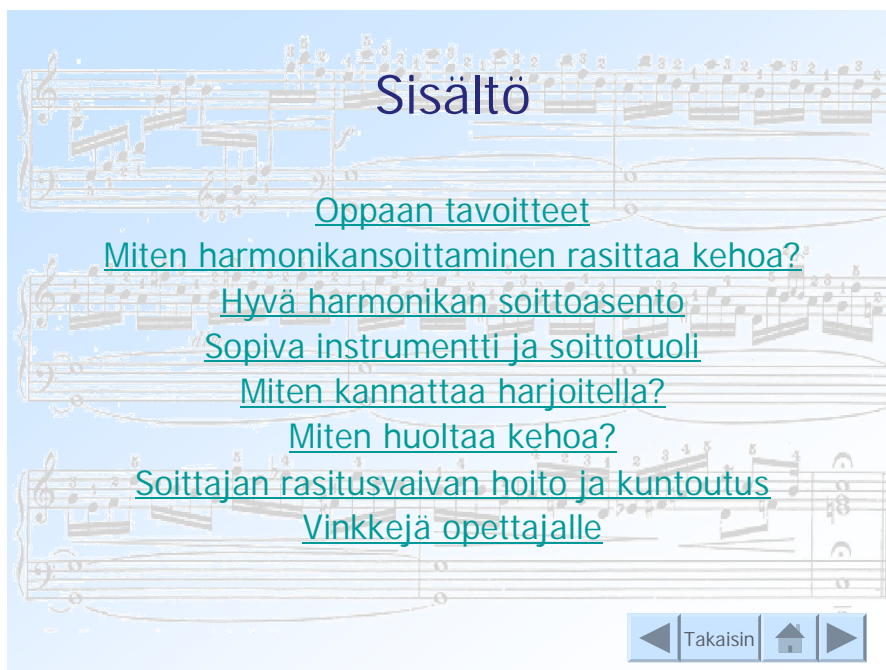 Sisältö
Oppaan tavoitteet
Miten harmonikansoittaminen rasittaa kehoa?
Hyvä harmonikan soittoasento
Sopiva instrumentti ja soittotuoli
Miten kannattaa harjoitella?
Miten huoltaa kehoa?
Soittajan rasitusvaivan hoito ja kuntoutus
Vinkkejä opettajalle
Takaisin